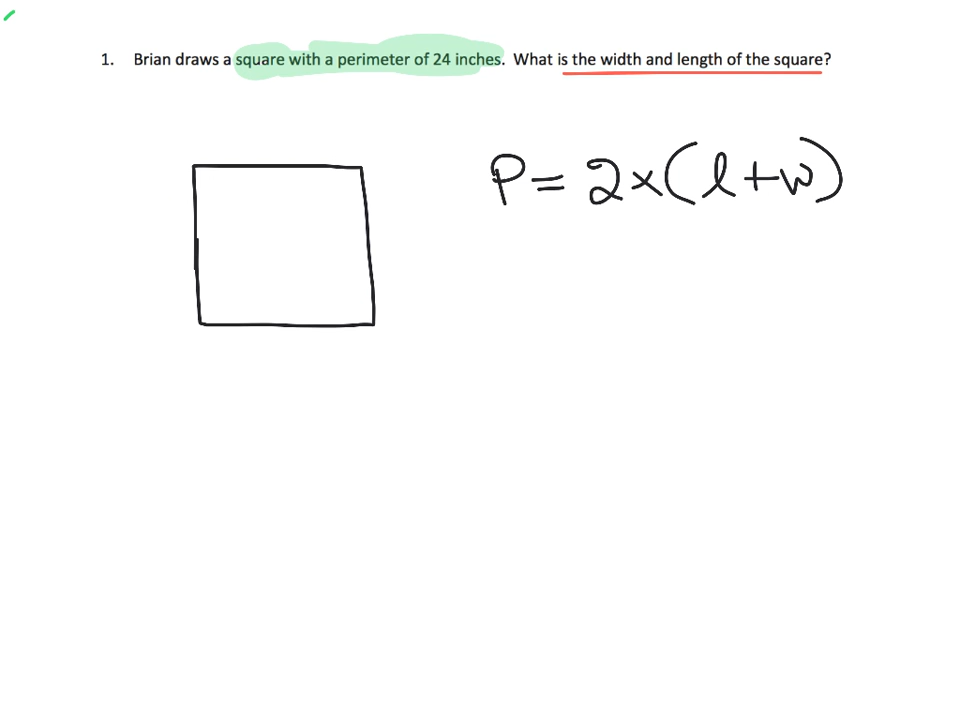 1. Brian draws a square with a perimeter of 24 inches. What is the width and length of the square?
P = 2 x (l + w)